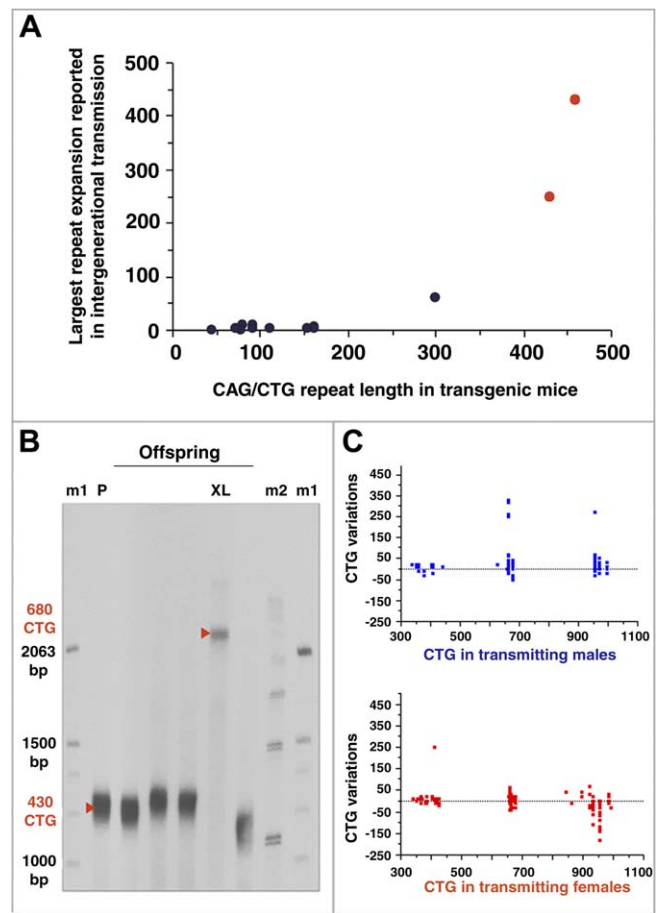 A
Largest repeat expansion reported
in intergenerational transmission
500
400
300
200
100
0
0
100
200
300
400
500
CAG/CTG repeat length in transgenic mice
B
Offspring
m1 P XL m2 m1
680
CTG
2063
bp
1500
bp
430
CTG
1000
bp
C
CTG variations
450
350
250
150
50
-50
-150
-250
300 500 700 900 1100
CTG in transmitting males
CTG variations
450
350
250
150
50
-50
-150
-250
300 500 700 900 1100
CTG in transmitting females